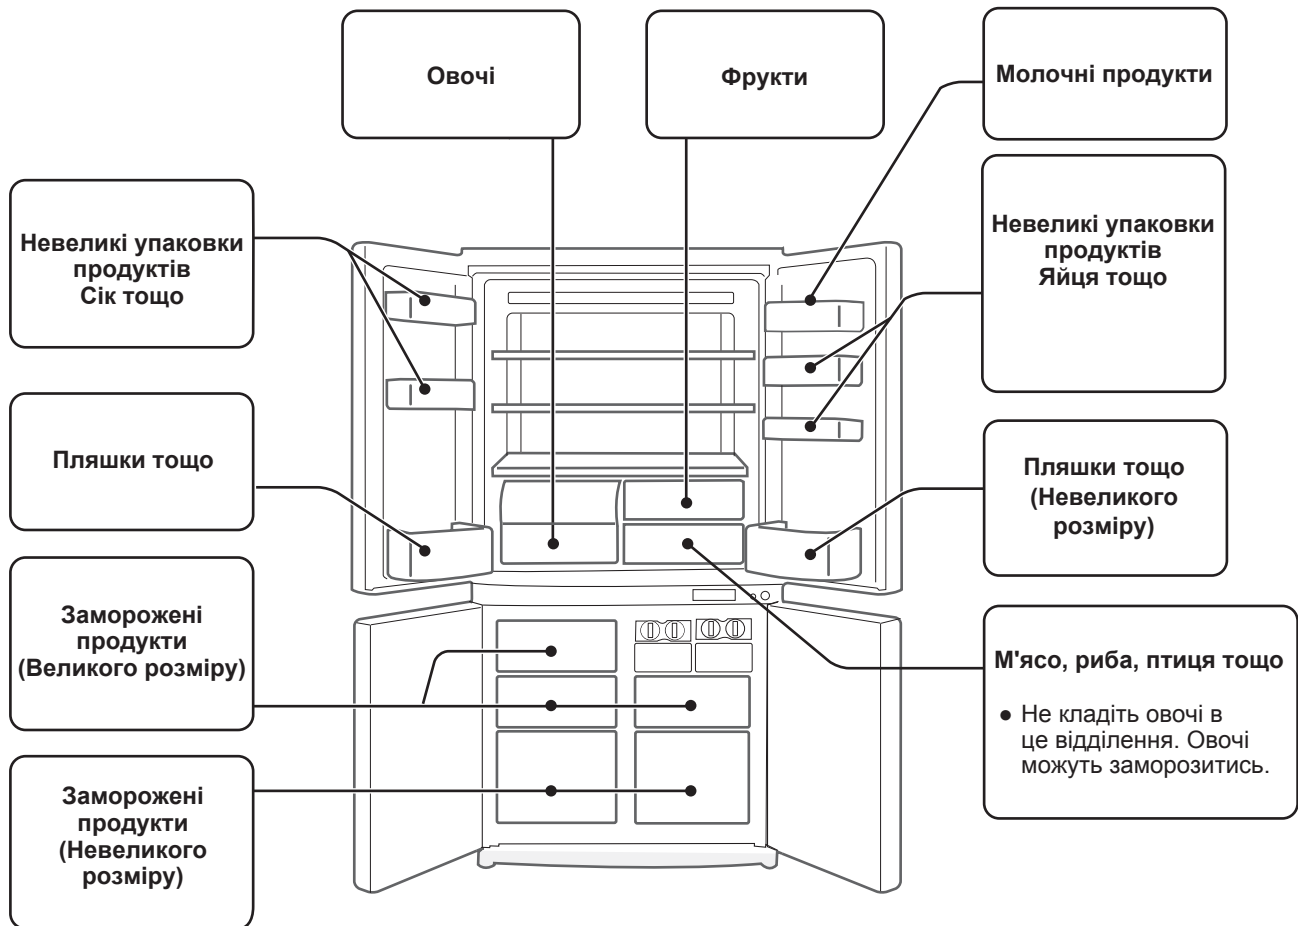 Овочі
Фрукти
Молочні продукти
Невеликі упаковки
продуктів
Сік тощо
Невеликі упаковки
продуктів
Яйця тощо
Пляшки тощо
Пляшки тощо
(Невеликого
розміру)
Заморожені
продукти
(Великого розміру)
М'ясо, риба, птиця тощо
● Не кладіть овочі в
це відділення. Овочі
можуть заморозитись.
Заморожені
продукти
(Невеликого
розміру)